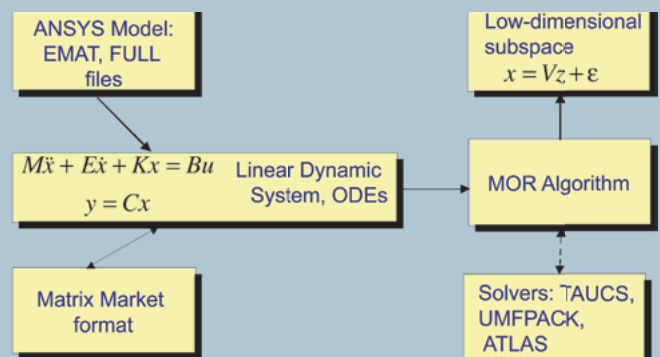 ANSYS Model:
EMAT, FULL
files
Low-dimensional
subspace
x = Vz + ε
Mẍ + Eẋ + Kx = Bu
y = Cx
Linear Dynamic
System, ODEs
MOR Algorithm
Matrix Market
format
Solvers: TAUCS,
UMFPACK,
ATLAS